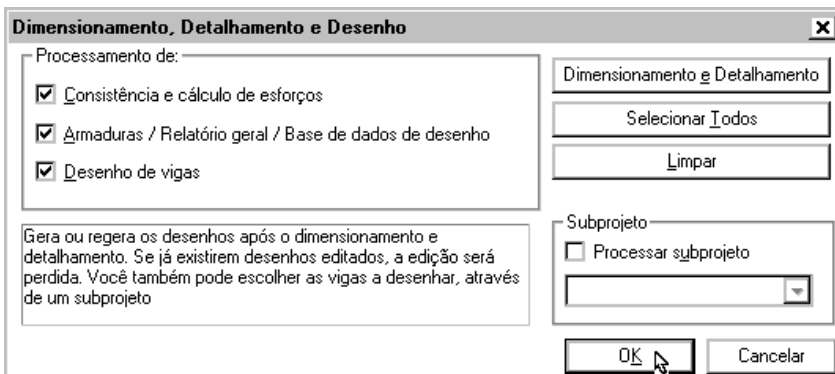 Dimensionamento, Detalhamento e Desenho
Processamento de:
Consistência e cálculo de esforços
Armaduras / Relatório geral / Base de dados de desenho
Desenho de vigas
Dimensionamento e Detalhamento
Selecionar Todos
Limpar
Gera ou regera os desenhos após o dimensionamento e
detalhamento. Se já existirem desenhos editados, a edição será
perdida. Você também pode escolher as vigas a desenhar, através
de um subprojeto
Subprojeto
Processar subprojeto
OK
Cancelar